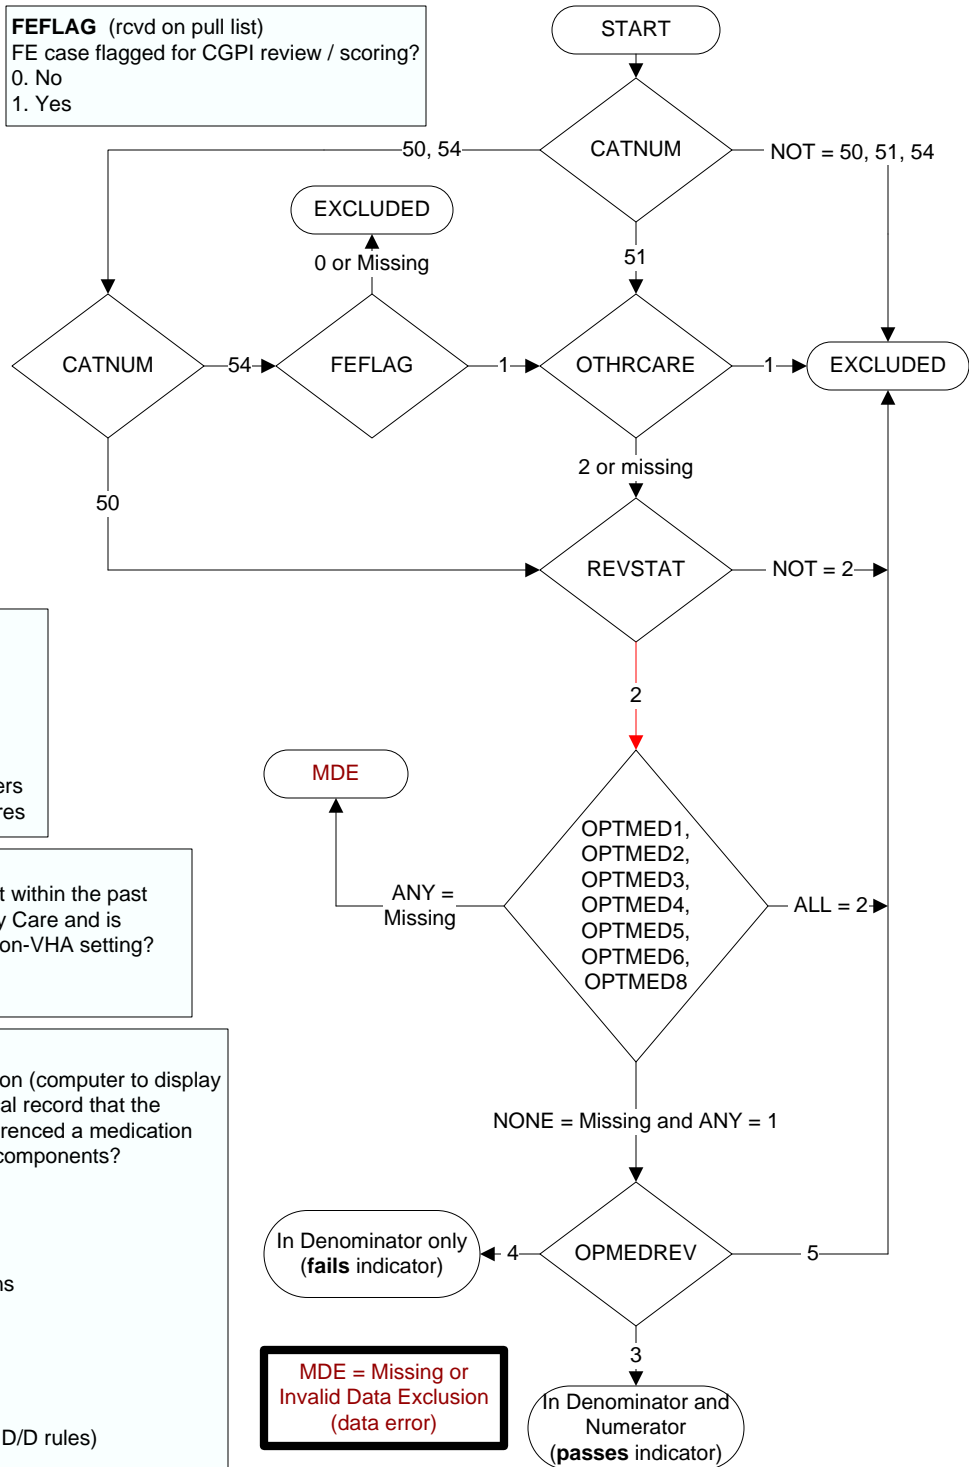 FEFLAG (rcvd on pull list)
FE case flagged for CGPI review / scoring?
0. No
1. Yes
START
CATNUM
50, 54
NOT = 50, 51, 54
EXCLUDED
0 or Missing
51
CATNUM
54
FEFLAG
1
OTHRCARE
1
EXCLUDED
2 or missing
50
REVSTAT
NOT = 2
2
ers
res
MDE
OPTMED1,
OPTMED2,
OPTMED3,
OPTMED4,
OPTMED5,
OPTMED6,
OPTMED8
ANY =
Missing
ALL = 2
t within the past
y Care and is
on-VHA setting?
on (computer to display
al record that the
erenced a medication
components?
ns
D/D rules)
NONE = Missing and ANY = 1
In Denominator only
(fails indicator)
4
OPMEDREV
5
3
MDE = Missing or
Invalid Data Exclusion
(data error)
In Denominator and
Numerator
(passes indicator)